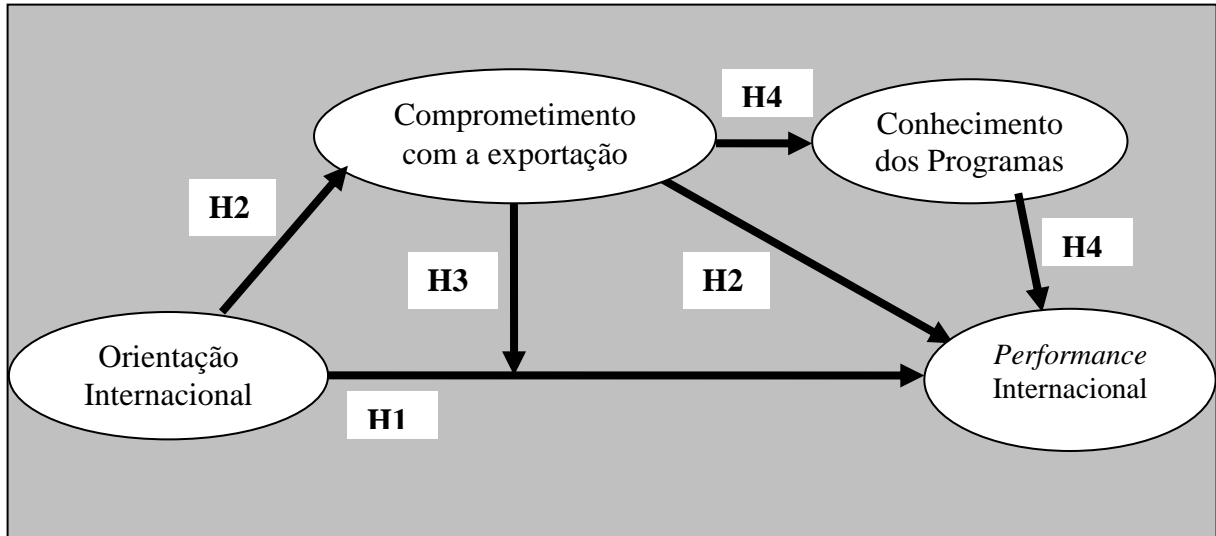 Comprometimento
com a exportação
H4
Conhecimento
dos Programas
H2
H3
H2
H4
Orientação
Internacional
H1
Performance
Internacional